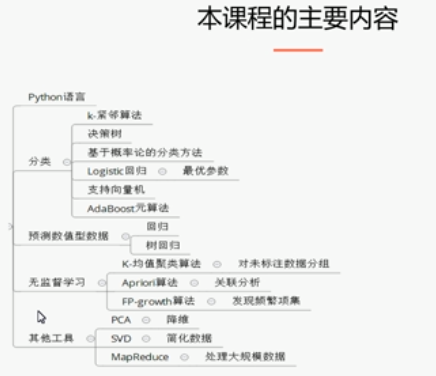 本课程的主要内容
Python语言
k-紧邻算法
决策树
分类
基于概率论的分类方法
Logistic回归 最优参数
支持向量机
AdaBoost元算法
回归
预测数值型数据
树回归
K-均值聚类算法 对未标注数据分组
无监督学习 Apriori算法 关联分析
FP-growth算法 发现频繁项集
PCA 降维
其他工具 SVD 简化数据
MapReduce 处理大规模数据